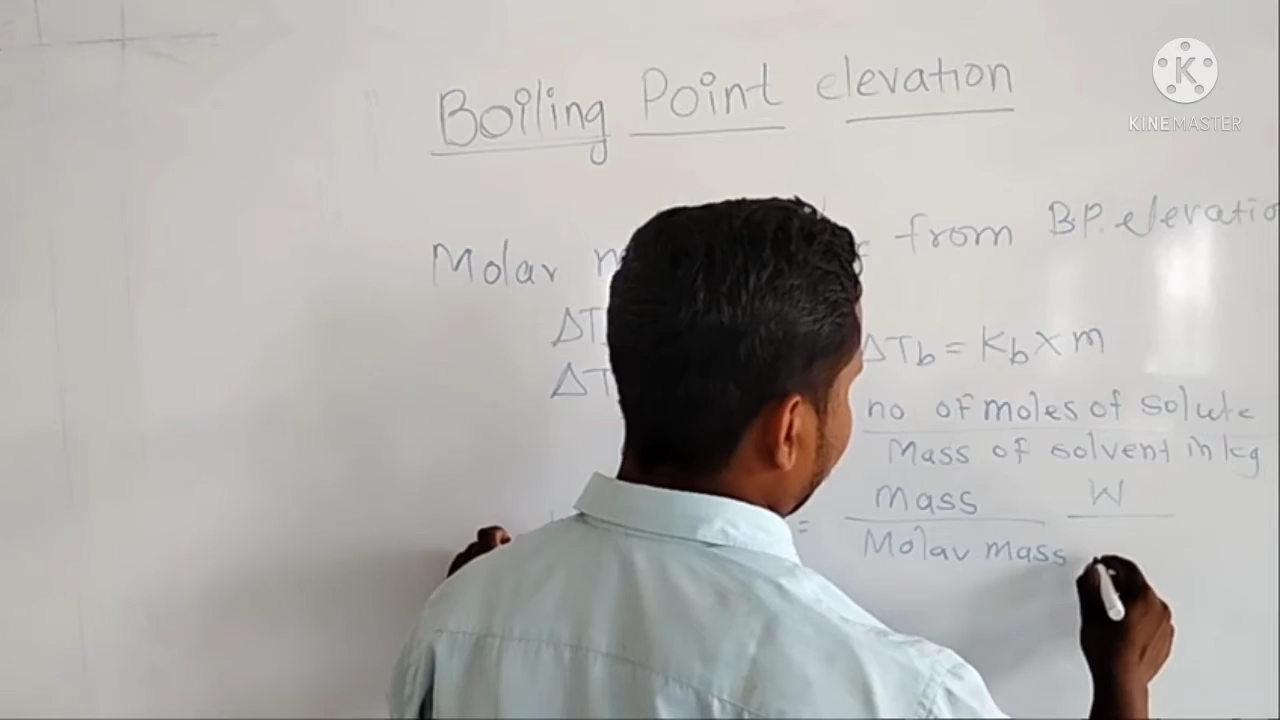 Boiling Point elevation
KINEMASTER
Molar from B.P. elevation
ΔTb = Kb x m
no of moles of solute
Mass of solvent in kg
= Mass W
Molar mass